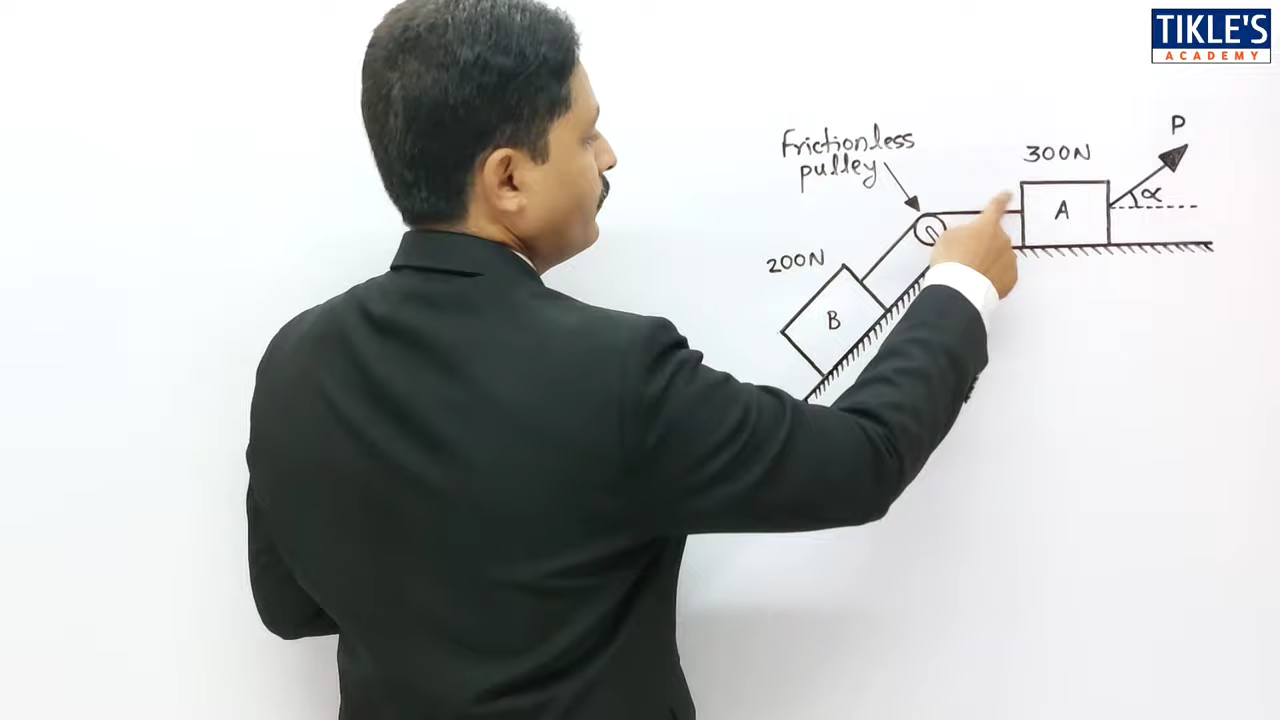 TIKLE'S
ACADEMY
Frictionless
pulley
300N
P
A
α
200N
B